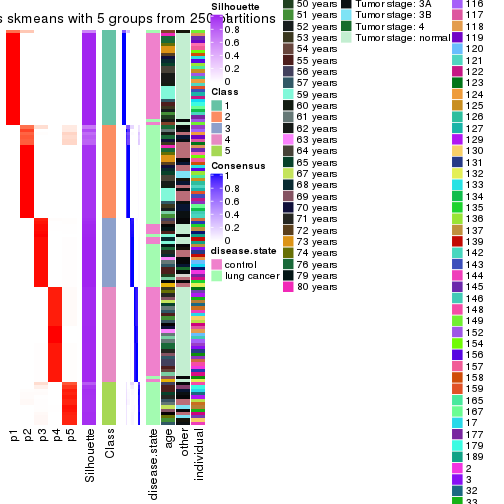 s skmeans with 5 groups from 250 partitions
Silhouette
1
0.8
0.6
0.4
0.2
0
Class
1
2
3
4
5
Consensus
1
0.8
0.6
0.4
0.2
0
disease.state
control
lung cancer
50 years
51 years
52 years
53 years
54 years
55 years
56 years
57 years
59 years
60 years
61 years
62 years
63 years
64 years
65 years
67 years
68 years
69 years
70 years
71 years
72 years
73 years
74 years
76 years
79 years
80 years
Tumor stage: 3A
Tumor stage: 3B
Tumor stage: 4
Tumor stage: normal
116
117
118
119
120
121
122
123
124
125
126
127
129
130
131
132
133
134
135
136
137
139
142
143
144
145
146
148
149
152
154
156
157
158
159
165
167
17
177
179
189
2
3
32
33
p1
p2
p3
p4
p5
Silhouette
Class
disease.state
age
other
individual